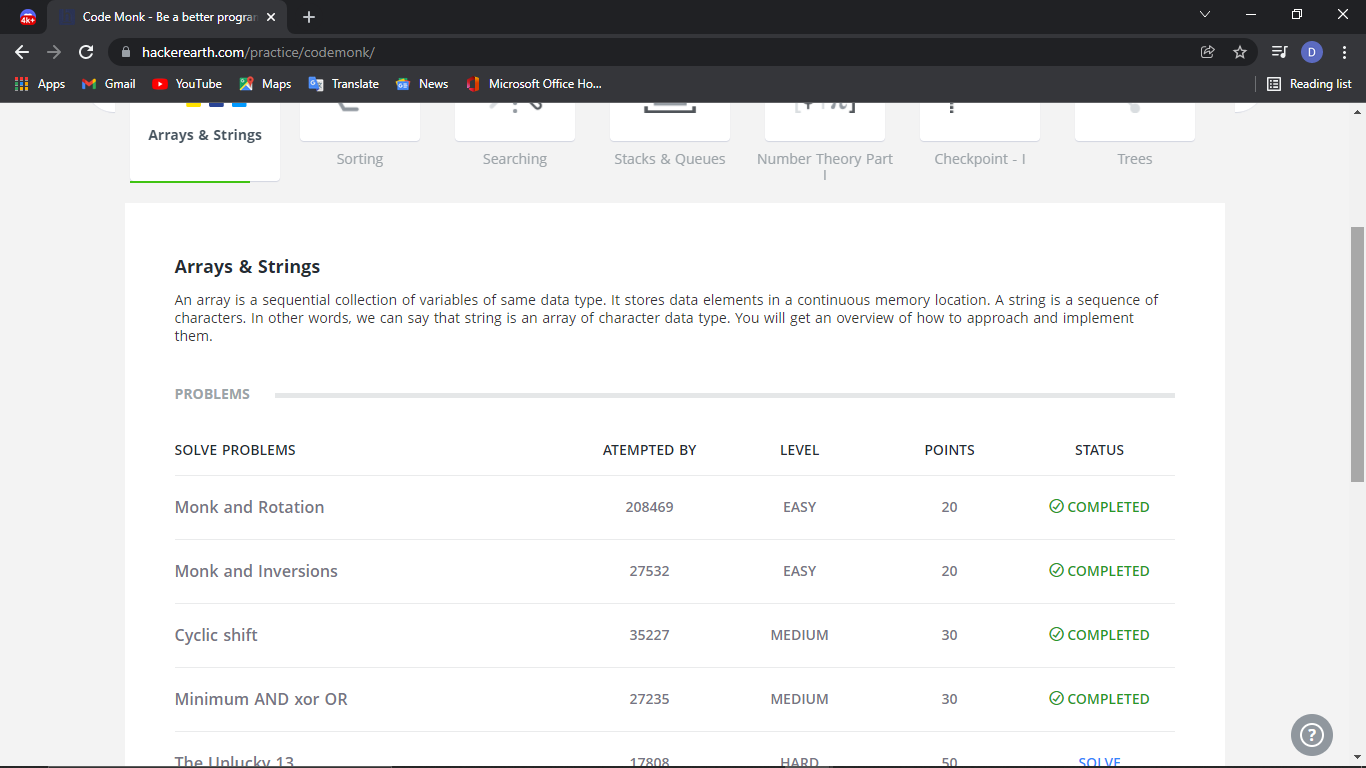 4k+
Code Monk - Be a better progran
hackerearth.com/practice/codemonk/
D
Apps
Gmail
YouTube
Maps
Translate
News
Microsoft Office Ho...
Reading list
Arrays & Strings
Sorting
Searching
Stacks & Queues
Number Theory Part
I
Checkpoint - I
Trees
Arrays & Strings
An array is a sequential collection of variables of same data type. It stores data elements in a continuous memory location. A string is a sequence of
characters. In other words, we can say that string is an array of character data type. You will get an overview of how to approach and implement
them.
PROBLEMS
SOLVE PROBLEMS ATEMPTED BY LEVEL POINTS STATUS
Monk and Rotation 208469 EASY 20 COMPLETED
Monk and Inversions 27532 EASY 20 COMPLETED
Cyclic shift 35227 MEDIUM 30 COMPLETED
Minimum AND xor OR 27235 MEDIUM 30 COMPLETED
The Unlucky 13 17808 HARD 50 SOLVE
?